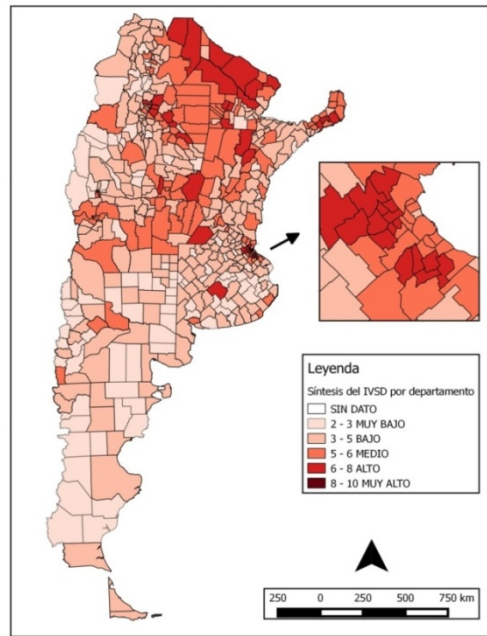 Leyenda
Síntesis del IVSD por departamento
SIN DATO
2 - 3 MUY BAJO
3 - 5 BAJO
5 - 6 MEDIO
6 - 8 ALTO
8 - 10 MUY ALTO
250 0 250 500 750 km